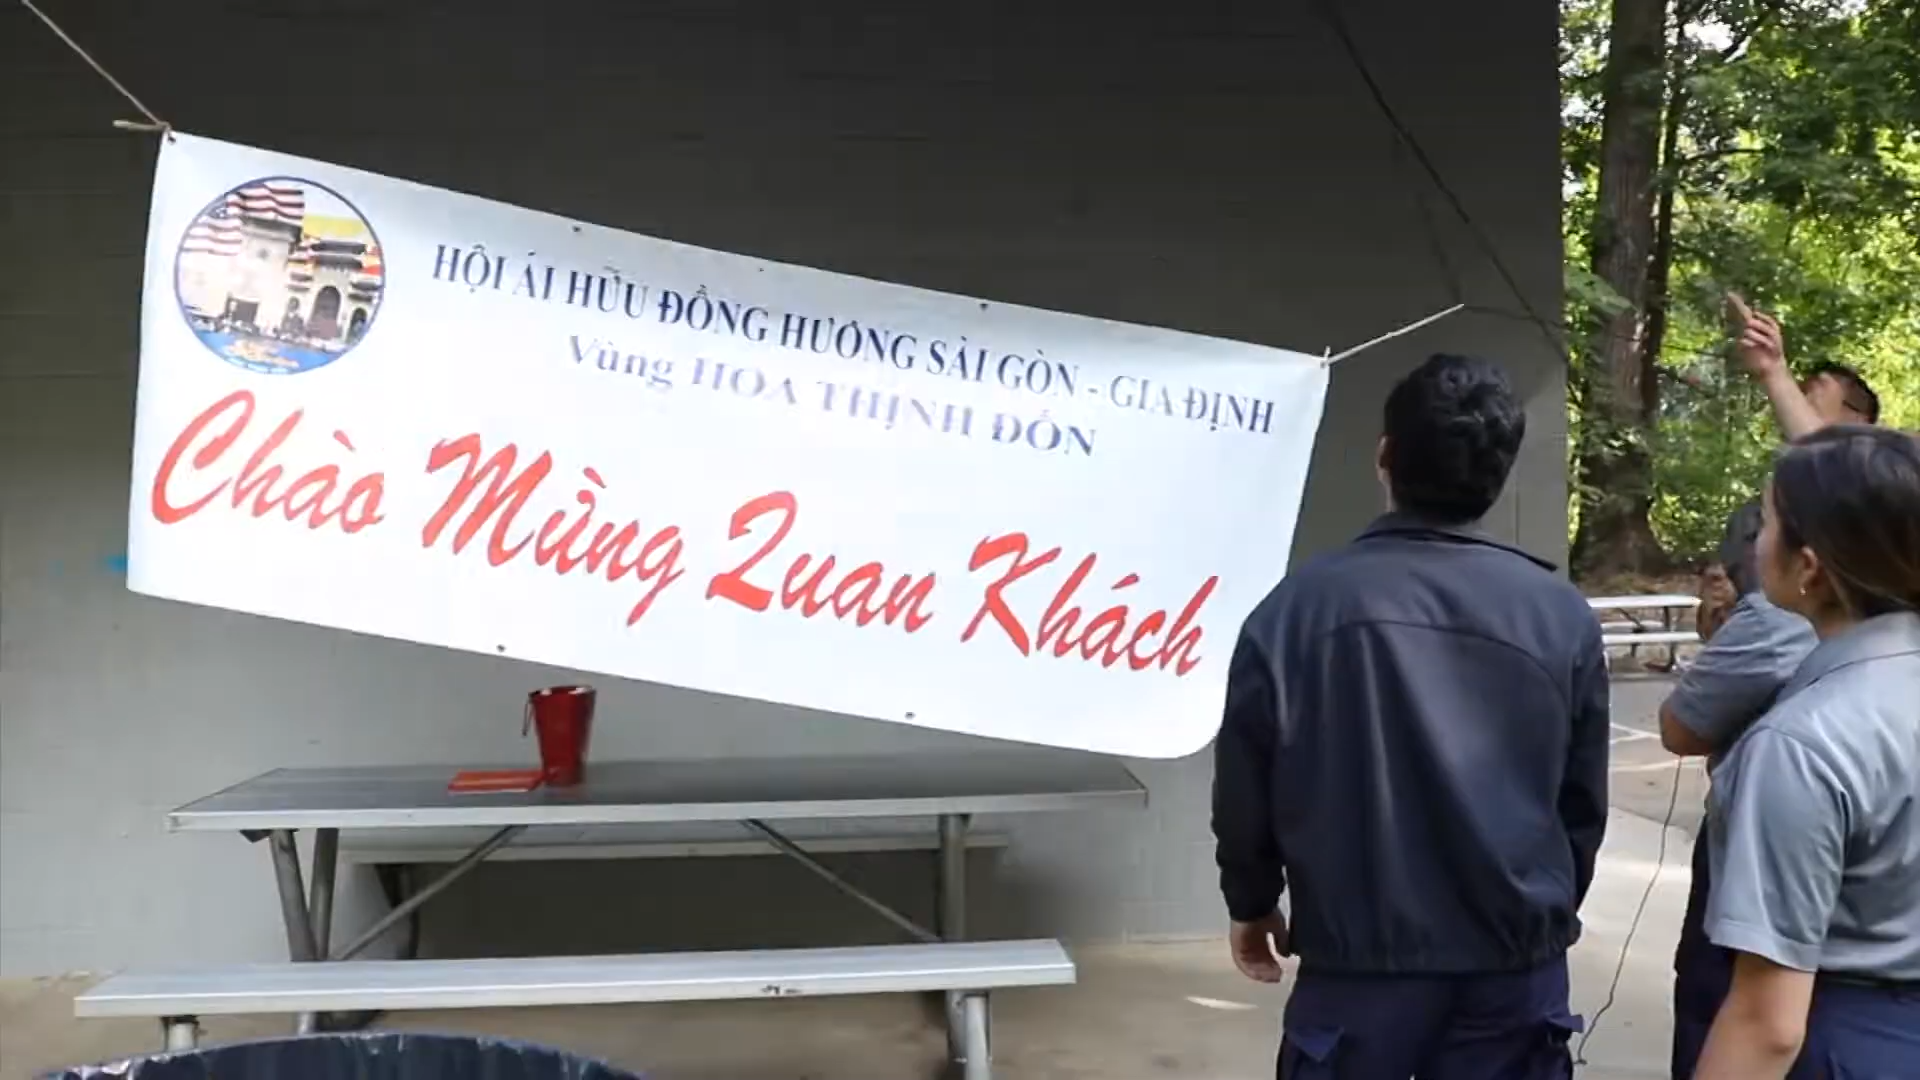 HỘI ÁI HỮU ĐỒNG HƯƠNG SÀI GÒN - GIA ĐỊNH
Vùng HOA THỊNH ĐỐN
Chào Mừng Quan Khách